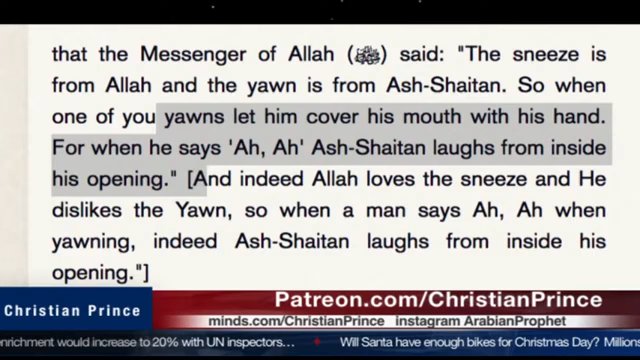 that the Messenger of Allah (ﷺ) said: "The sneeze is
from Allah and the yawn is from Ash-Shaitan. So when
one of you yawns let him cover his mouth with his hand.
For when he says 'Ah, Ah' Ash-Shaitan laughs from inside
his opening." [And indeed Allah loves the sneeze and He
dislikes the Yawn, so when a man says Ah, Ah when
yawning, indeed Ash-Shaitan laughs from inside his
opening."]
Christian Prince
Patreon.com/ChristianPrince
minds.com/ChristianPrince instagram ArabianProphet
enrichment would increase to 20% with UN inspectors...
Will Santa have enough bikes for Christmas Day? Millions